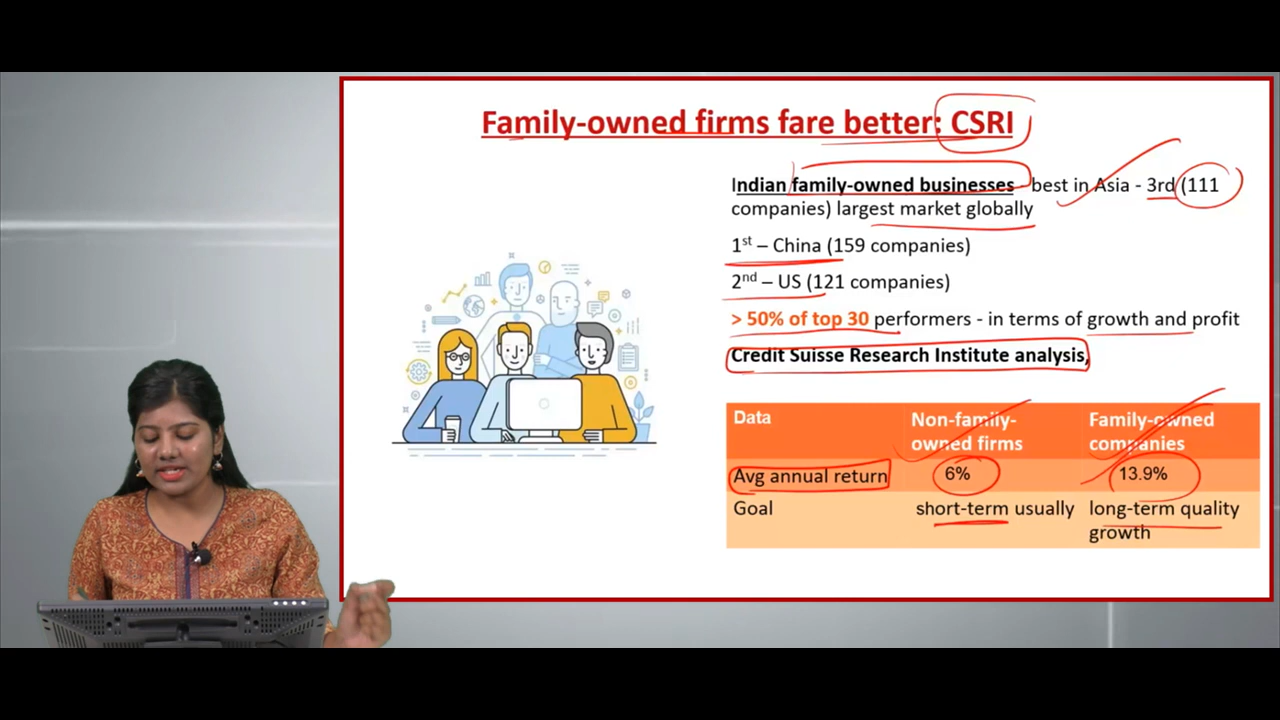 Family-owned firms fare better: CSRI
Indian family-owned businesses - best in Asia - 3rd (111
companies) largest market globally
1st – China (159 companies)
2nd – US (121 companies)
> 50% of top 30 performers - in terms of growth and profit
Credit Suisse Research Institute analysis,
Data
Non-family-
owned firms
Family-owned
companies
Avg annual return
6%
13.9%
Goal
short-term usually
long-term quality
growth